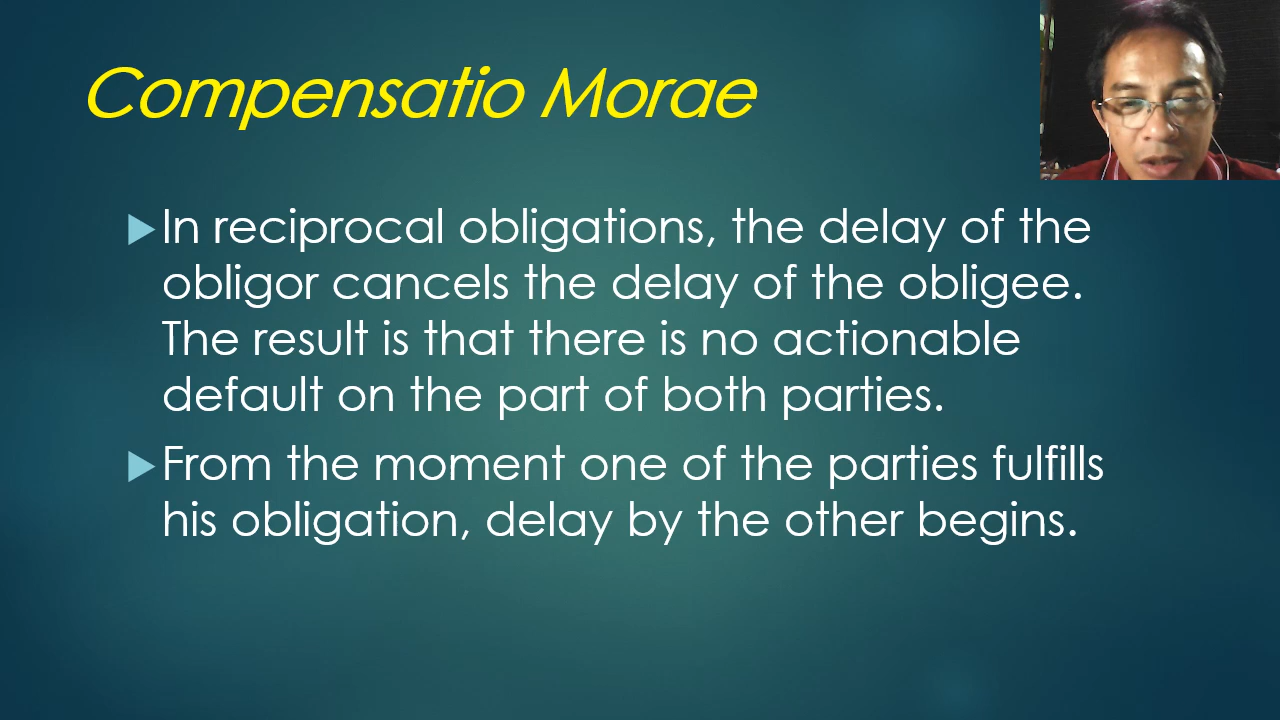 Compensatio Morae
In reciprocal obligations, the delay of the
obligor cancels the delay of the obligee.
The result is that there is no actionable
default on the part of both parties.
From the moment one of the parties fulfills
his obligation, delay by the other begins.